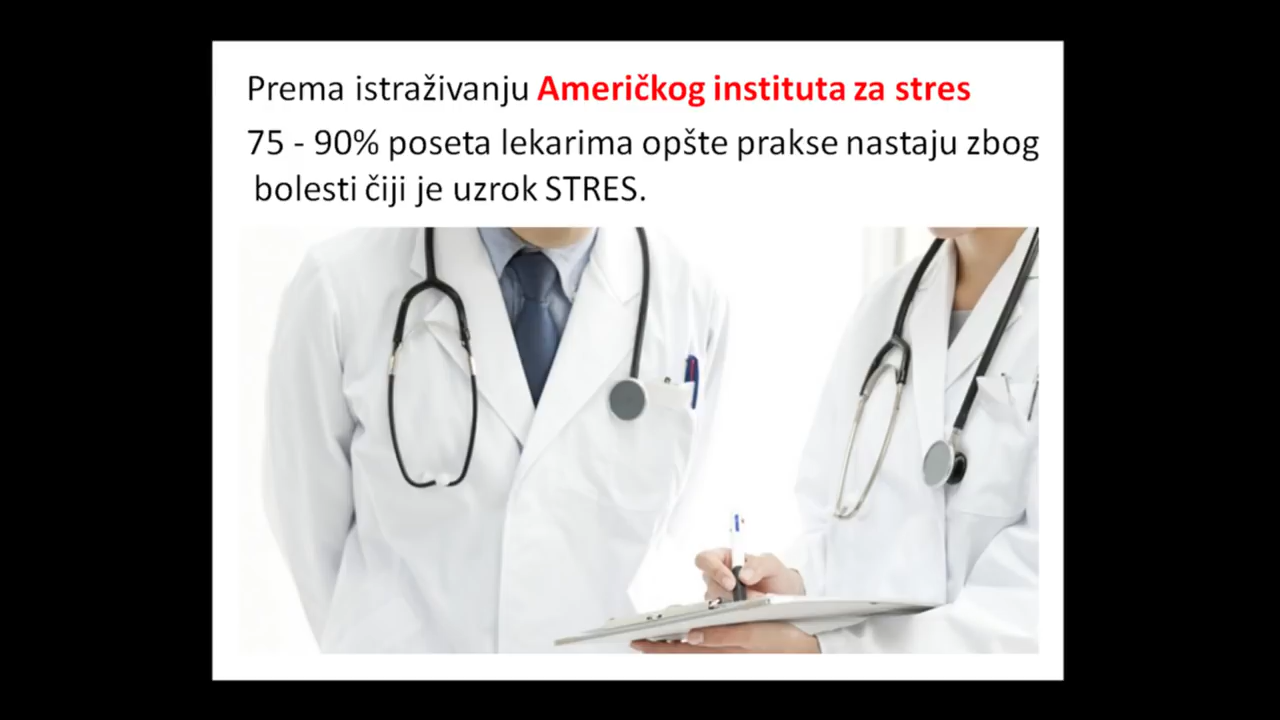 Prema istraživanju Američkog instituta za stres
75 - 90% poseta lekarima opšte prakse nastaju zbog
bolesti čiji je uzrok STRES.